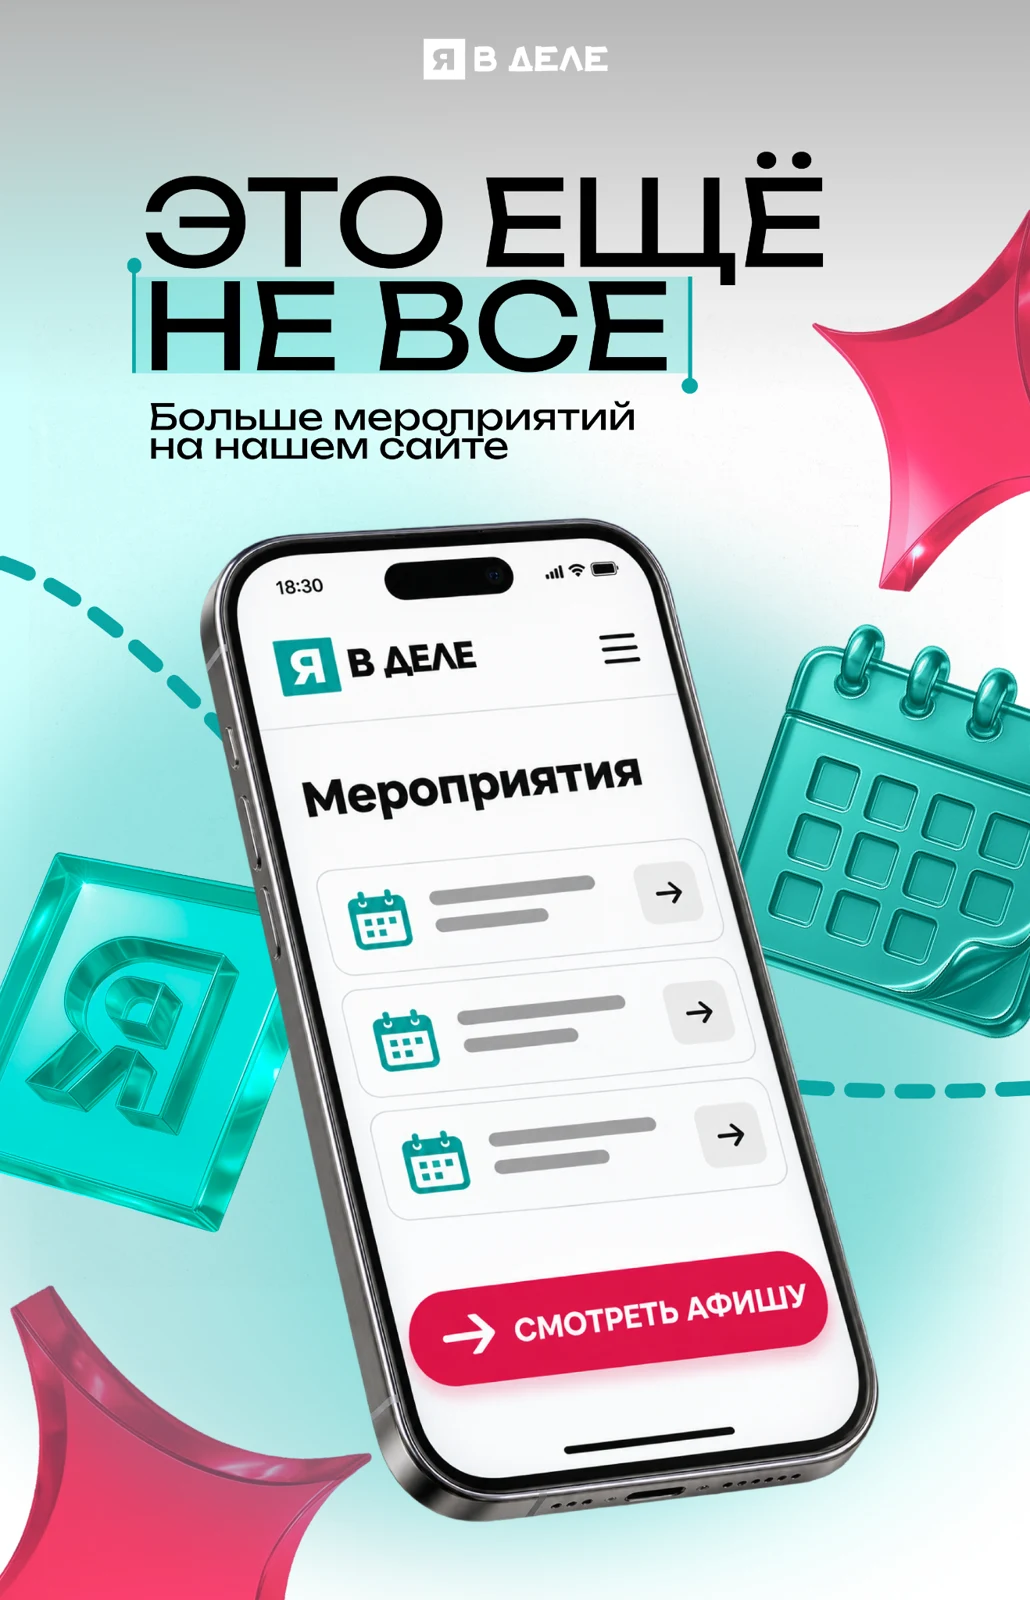 Я В ДЕЛЕ
ЭТО ЕЩЁ
НЕ ВСЕ
Больше мероприятий
на нашем сайте
18:30
Я В ДЕЛЕ
Мероприятия
СМОТРЕТЬ АФИШУ
Я